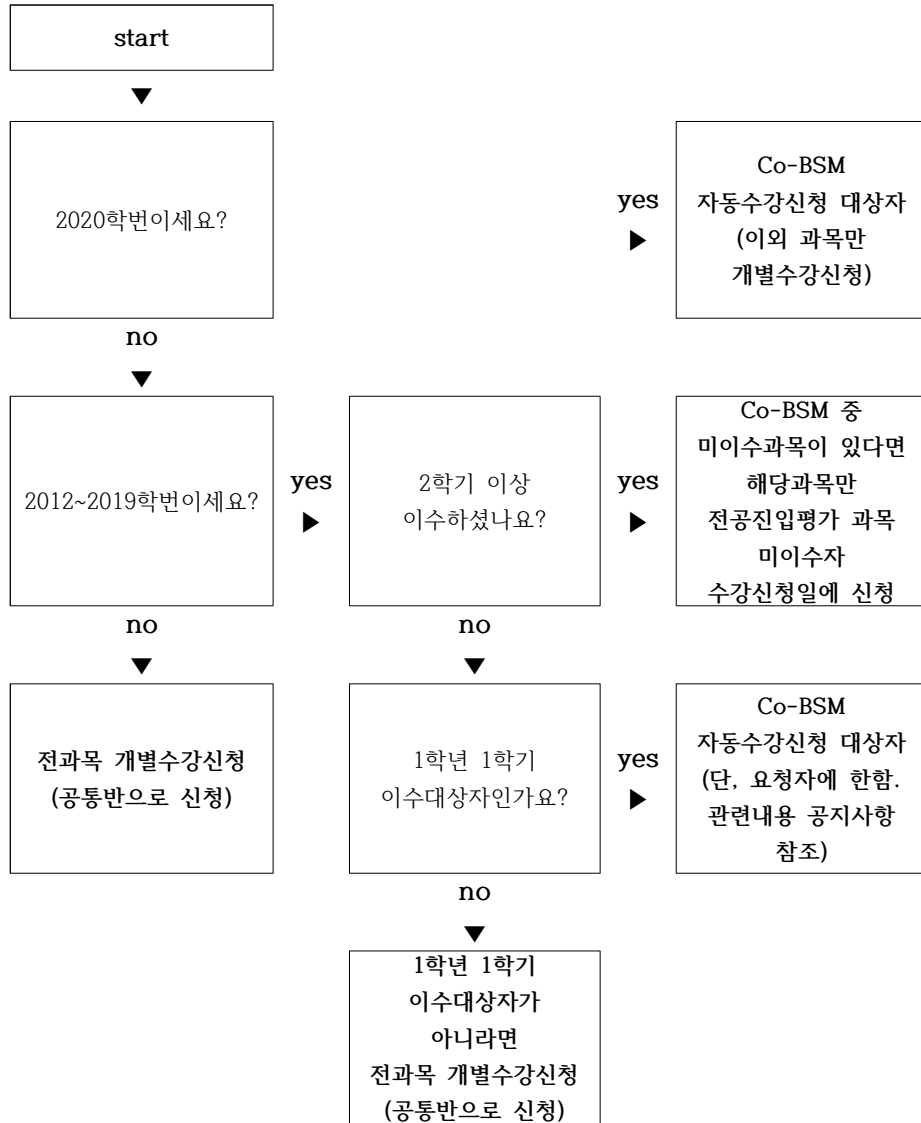 start
▼
2020학번이세요?
yes
▶
Co-BSM
자동수강신청 대상자
(이외 과목만
개별수강신청)
no
▼
2012~2019학번이세요?
yes
▶
2학기 이상
이수하셨나요?
yes
▶
Co-BSM 중
미이수과목이 있다면
해당과목만
전공진입평가 과목
미이수자
수강신청일에 신청
no
▼
no
▼
전과목 개별수강신청
(공통반으로 신청)
1학년 1학기
이수대상자인가요?
yes
▶
Co-BSM
자동수강신청 대상자
(단, 요청자에 한함.
관련내용 공지사항
참조)
no
▼
1학년 1학기
이수대상자가
아니라면
전과목 개별수강신청
(공통반으로 신청)